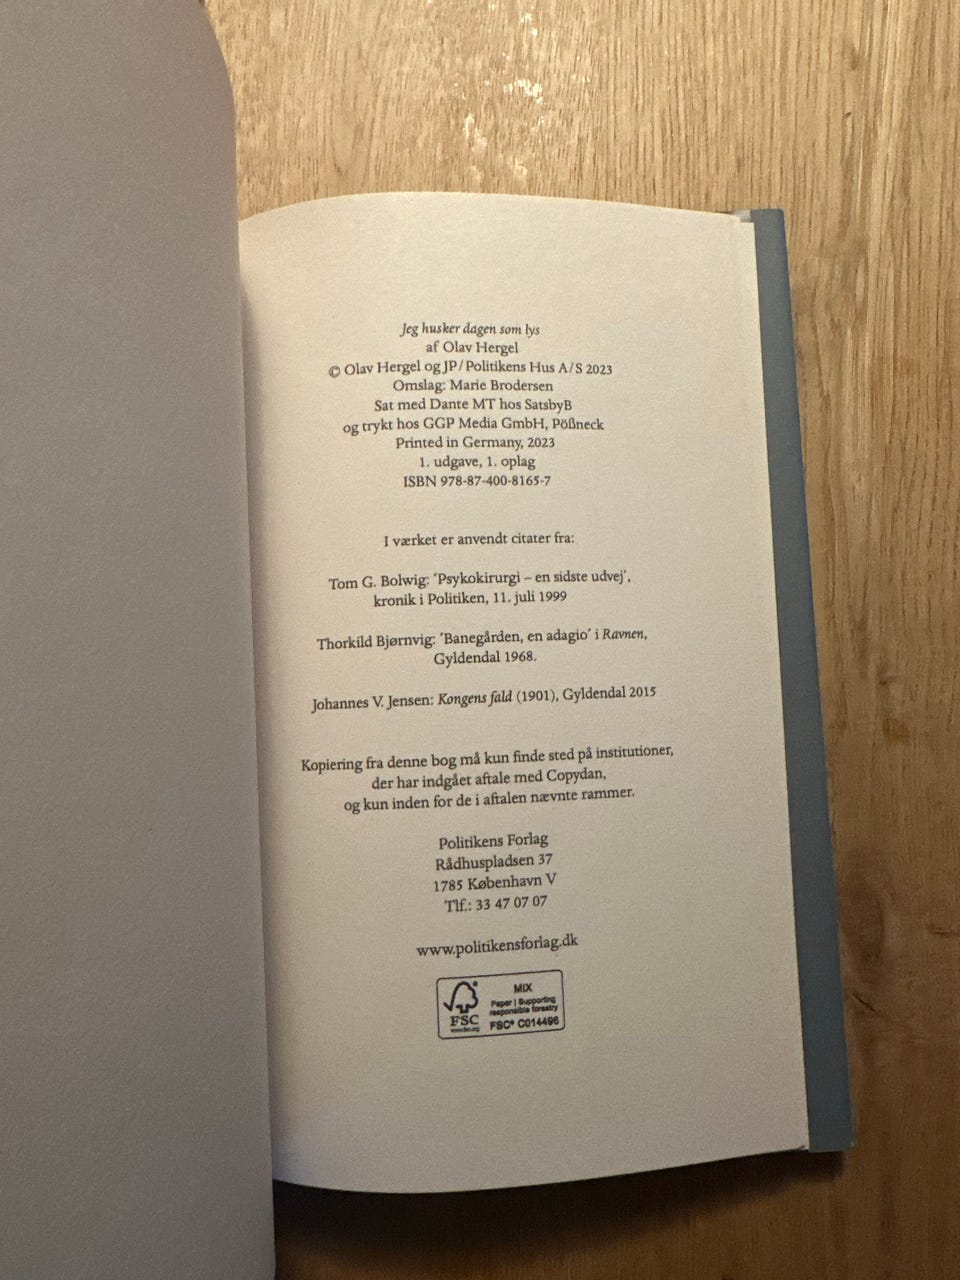 Jeg husker dagen som lys
af Olav Hergel
© Olav Hergel og JP/Politikens Hus A/S 2023
Omslag: Marie Brodersen
Sat med Dante MT hos SatsbyB
og trykt hos GGP Media GmbH, Pößneck
Printed in Germany, 2023
1. udgave, 1. oplag
ISBN 978-87-400-8165-7
I værket er anvendt citater fra:
Tom G. Bolwig: ‘Psykokirurgi – en sidste udvej’,
kronik i Politiken, 11. juli 1999
Thorkild Bjørnvig: ‘Banegården, en adagio’ i Ravnen,
Gyldendal 1968.
Johannes V. Jensen: Kongens fald (1901), Gyldendal 2015
Kopiering fra denne bog må kun finde sted på institutioner,
der har indgået aftale med Copydan,
og kun inden for de i aftalen nævnte rammer.
Politikens Forlag
Rådhuspladsen 37
1785 København V
Tlf.: 33 47 07 07
www.politikensforlag.dk
FSC
www.fsc.org
MIX
Paper | Supporting
responsible forestry
FSC® C014496